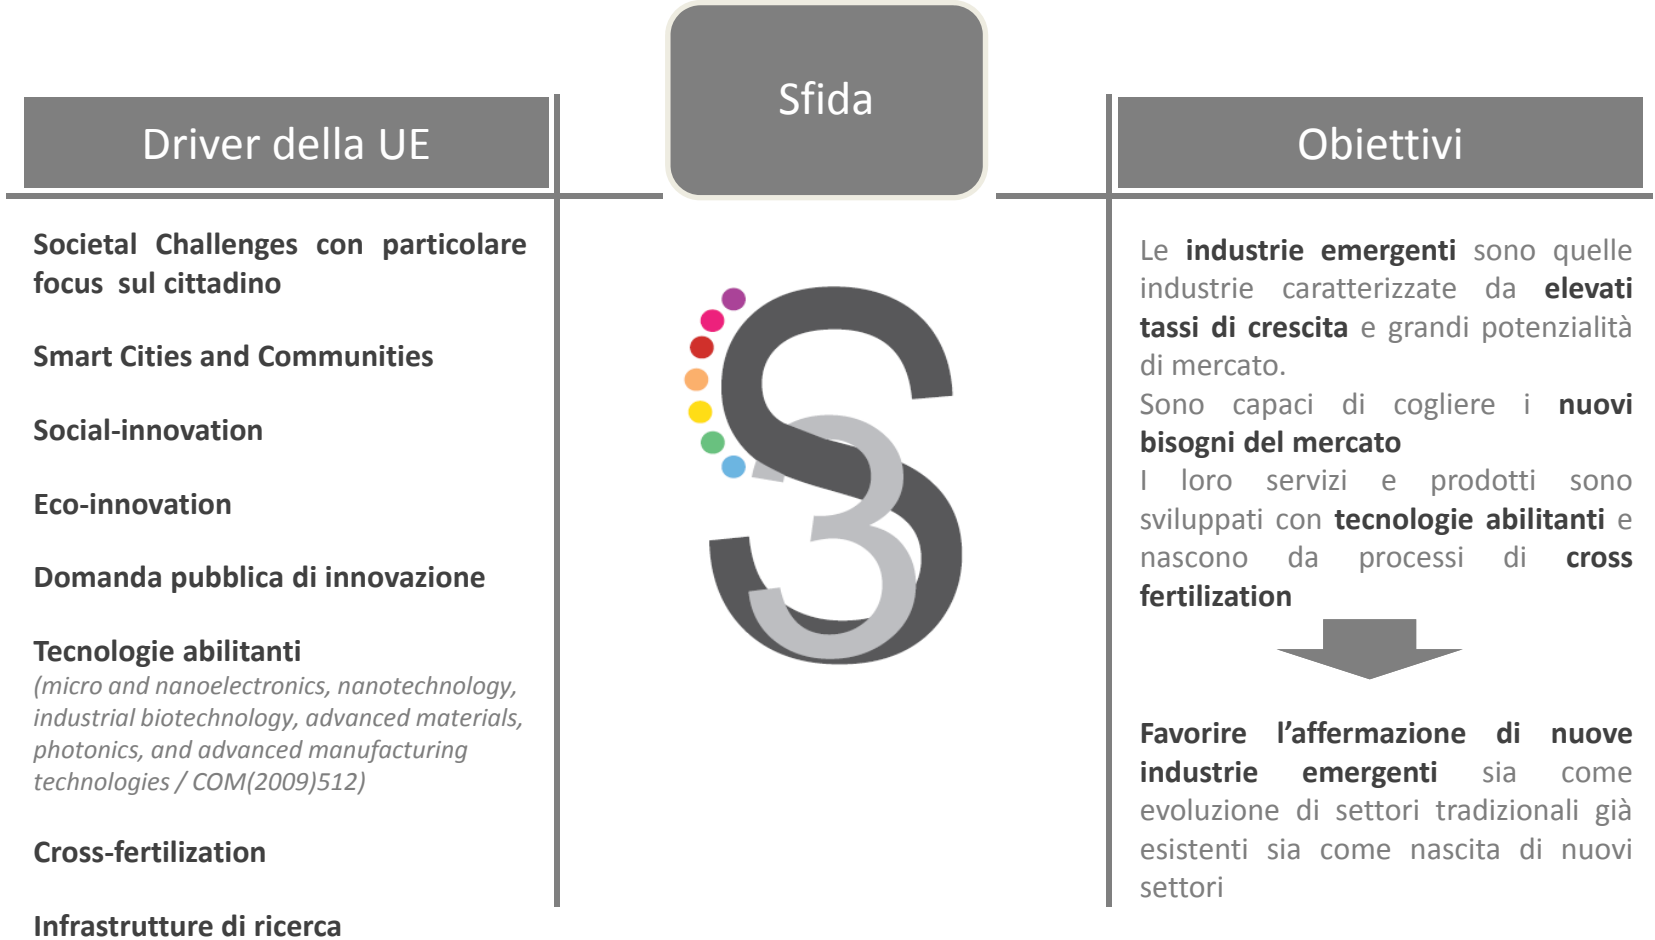 Sfida
Driver della UE
Societal Challenges con particolare
focus sul cittadino
Smart Cities and Communities
Social-innovation
Eco-innovation
Domanda pubblica di innovazione
Tecnologie abilitanti
(micro and nanoelectronics, nanotechnology,
industrial biotechnology, advanced materials,
photonics, and advanced manufacturing
technologies / COM(2009)512)
Cross-fertilization
Infrastrutture di ricerca
S3
Obiettivi
Le industrie emergenti sono quelle
industrie caratterizzate da elevati
tassi di crescita e grandi potenzialità
di mercato.
Sono capaci di cogliere i nuovi
bisogni del mercato
I loro servizi e prodotti sono
sviluppati con tecnologie abilitanti e
nascono da processi di cross
fertilization
Favorire l’affermazione di nuove
industrie emergenti sia come
evoluzione di settori tradizionali già
esistenti sia come nascita di nuovi
settori